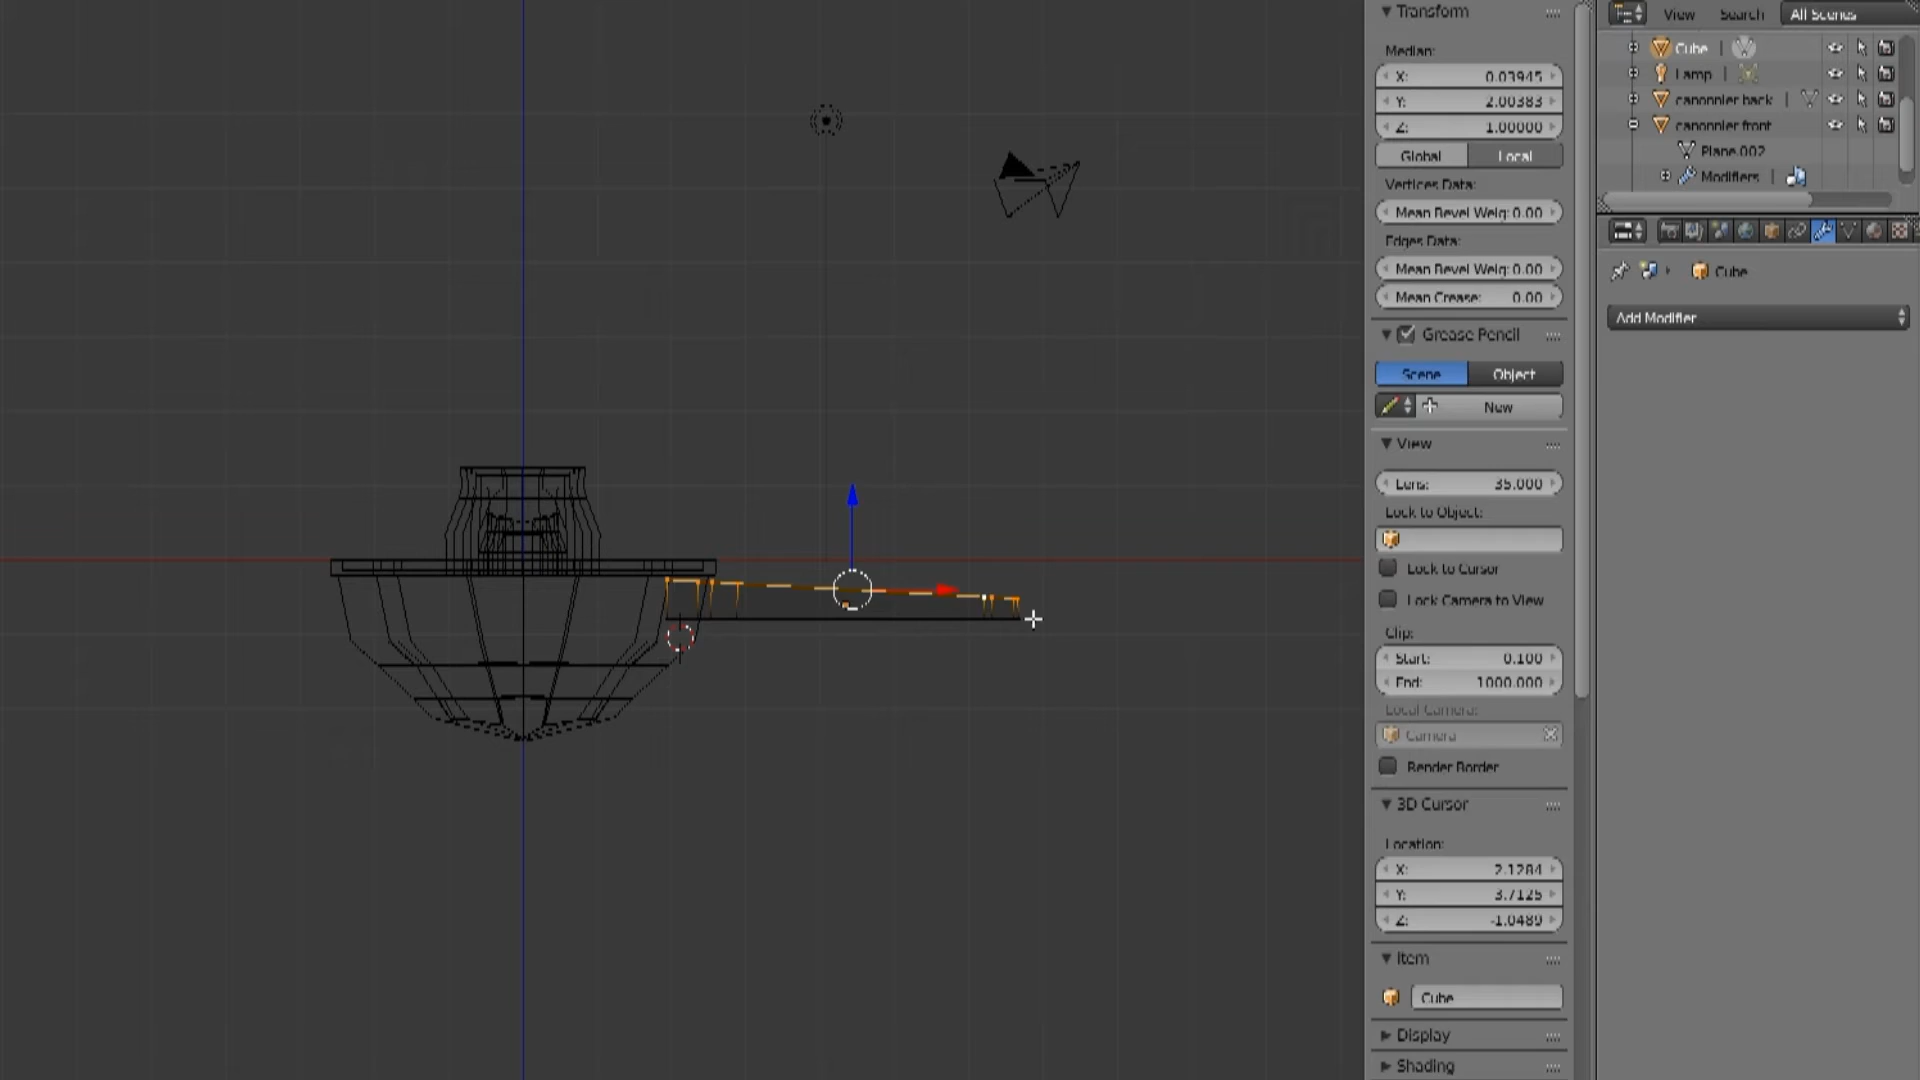 Transform
Median:
X: 0.03945
Y: 2.00383
Z: 1.00000
Global Local
Vertices Data:
Mean Bevel Weig: 0.00
Edges Data:
Mean Bevel Weig: 0.00
Mean Crease: 0.00
Grease Pencil
Scene Object
New
View
Lens: 35.000
Lock to Object:
Lock to Cursor
Lock Camera to View
Clip:
Start: 0.100
End: 1000.000
Local Camera:
Camera
Render Border
3D Cursor
Location:
X: 2.1284
Y: 3.7125
Z: -1.0489
Item
Cube
Display
Shading
View Search All Scenes
Cube
Lamp
canonnier back
canonnier front
Plane.002
Modifiers
Cube
Add Modifier